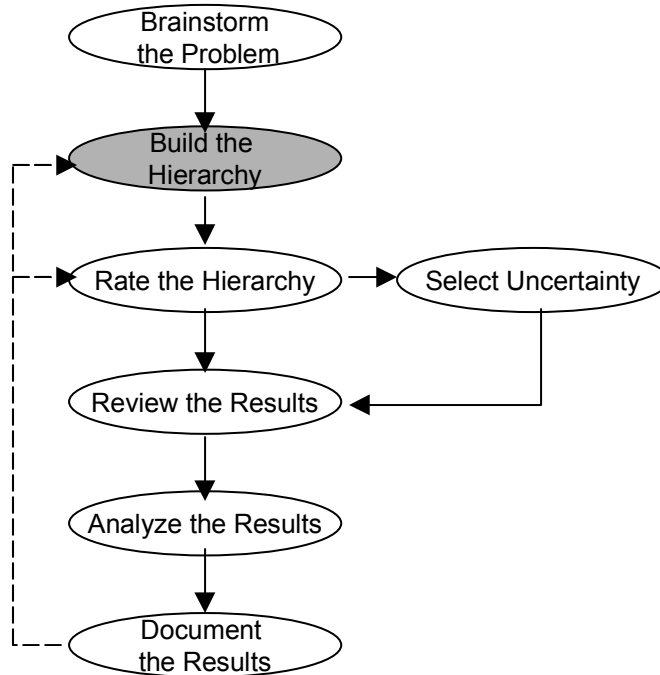 Brainstorm
the Problem
Build the
Hierarchy
Rate the Hierarchy
Select Uncertainty
Review the Results
Analyze the Results
Document
the Results